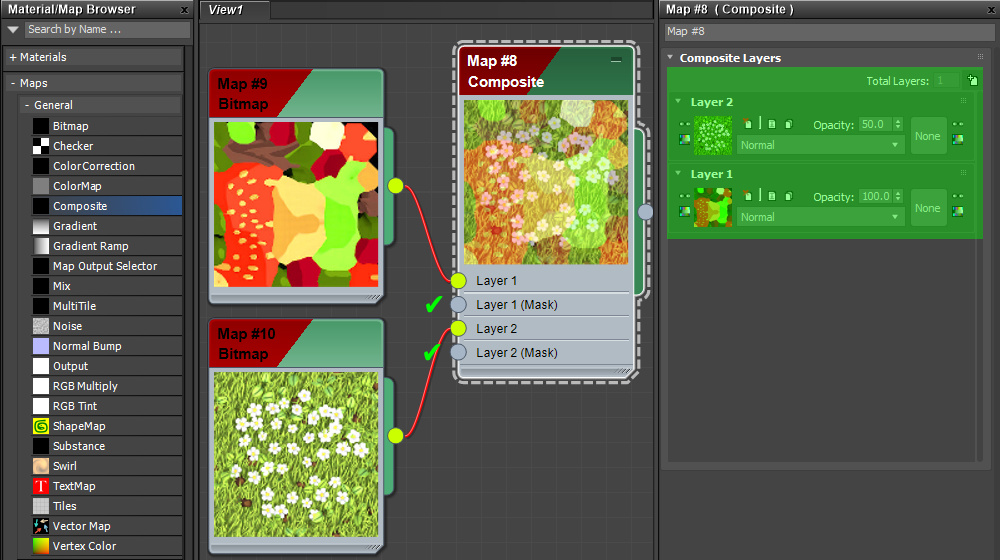 Material/Map Browser x
Search by Name ...
+ Materials
- Maps
- General
Bitmap
Checker
ColorCorrection
ColorMap
Composite
Gradient
Gradient Ramp
Map Output Selector
Mix
MultiTile
Noise
Normal Bump
Output
RGB Multiply
RGB Tint
ShapeMap
Substance
Swirl
TextMap
Tiles
Vector Map
Vertex Color
View1
Map #9
Bitmap
Map #10
Bitmap
Map #8
Composite
Layer 1
Layer 1 (Mask)
Layer 2
Layer 2 (Mask)
Map #8 ( Composite ) x
Map #8
Composite Layers
Total Layers: 1
Layer 2
Opacity: 50.0
Normal
None
Layer 1
Opacity: 100.0
Normal
None